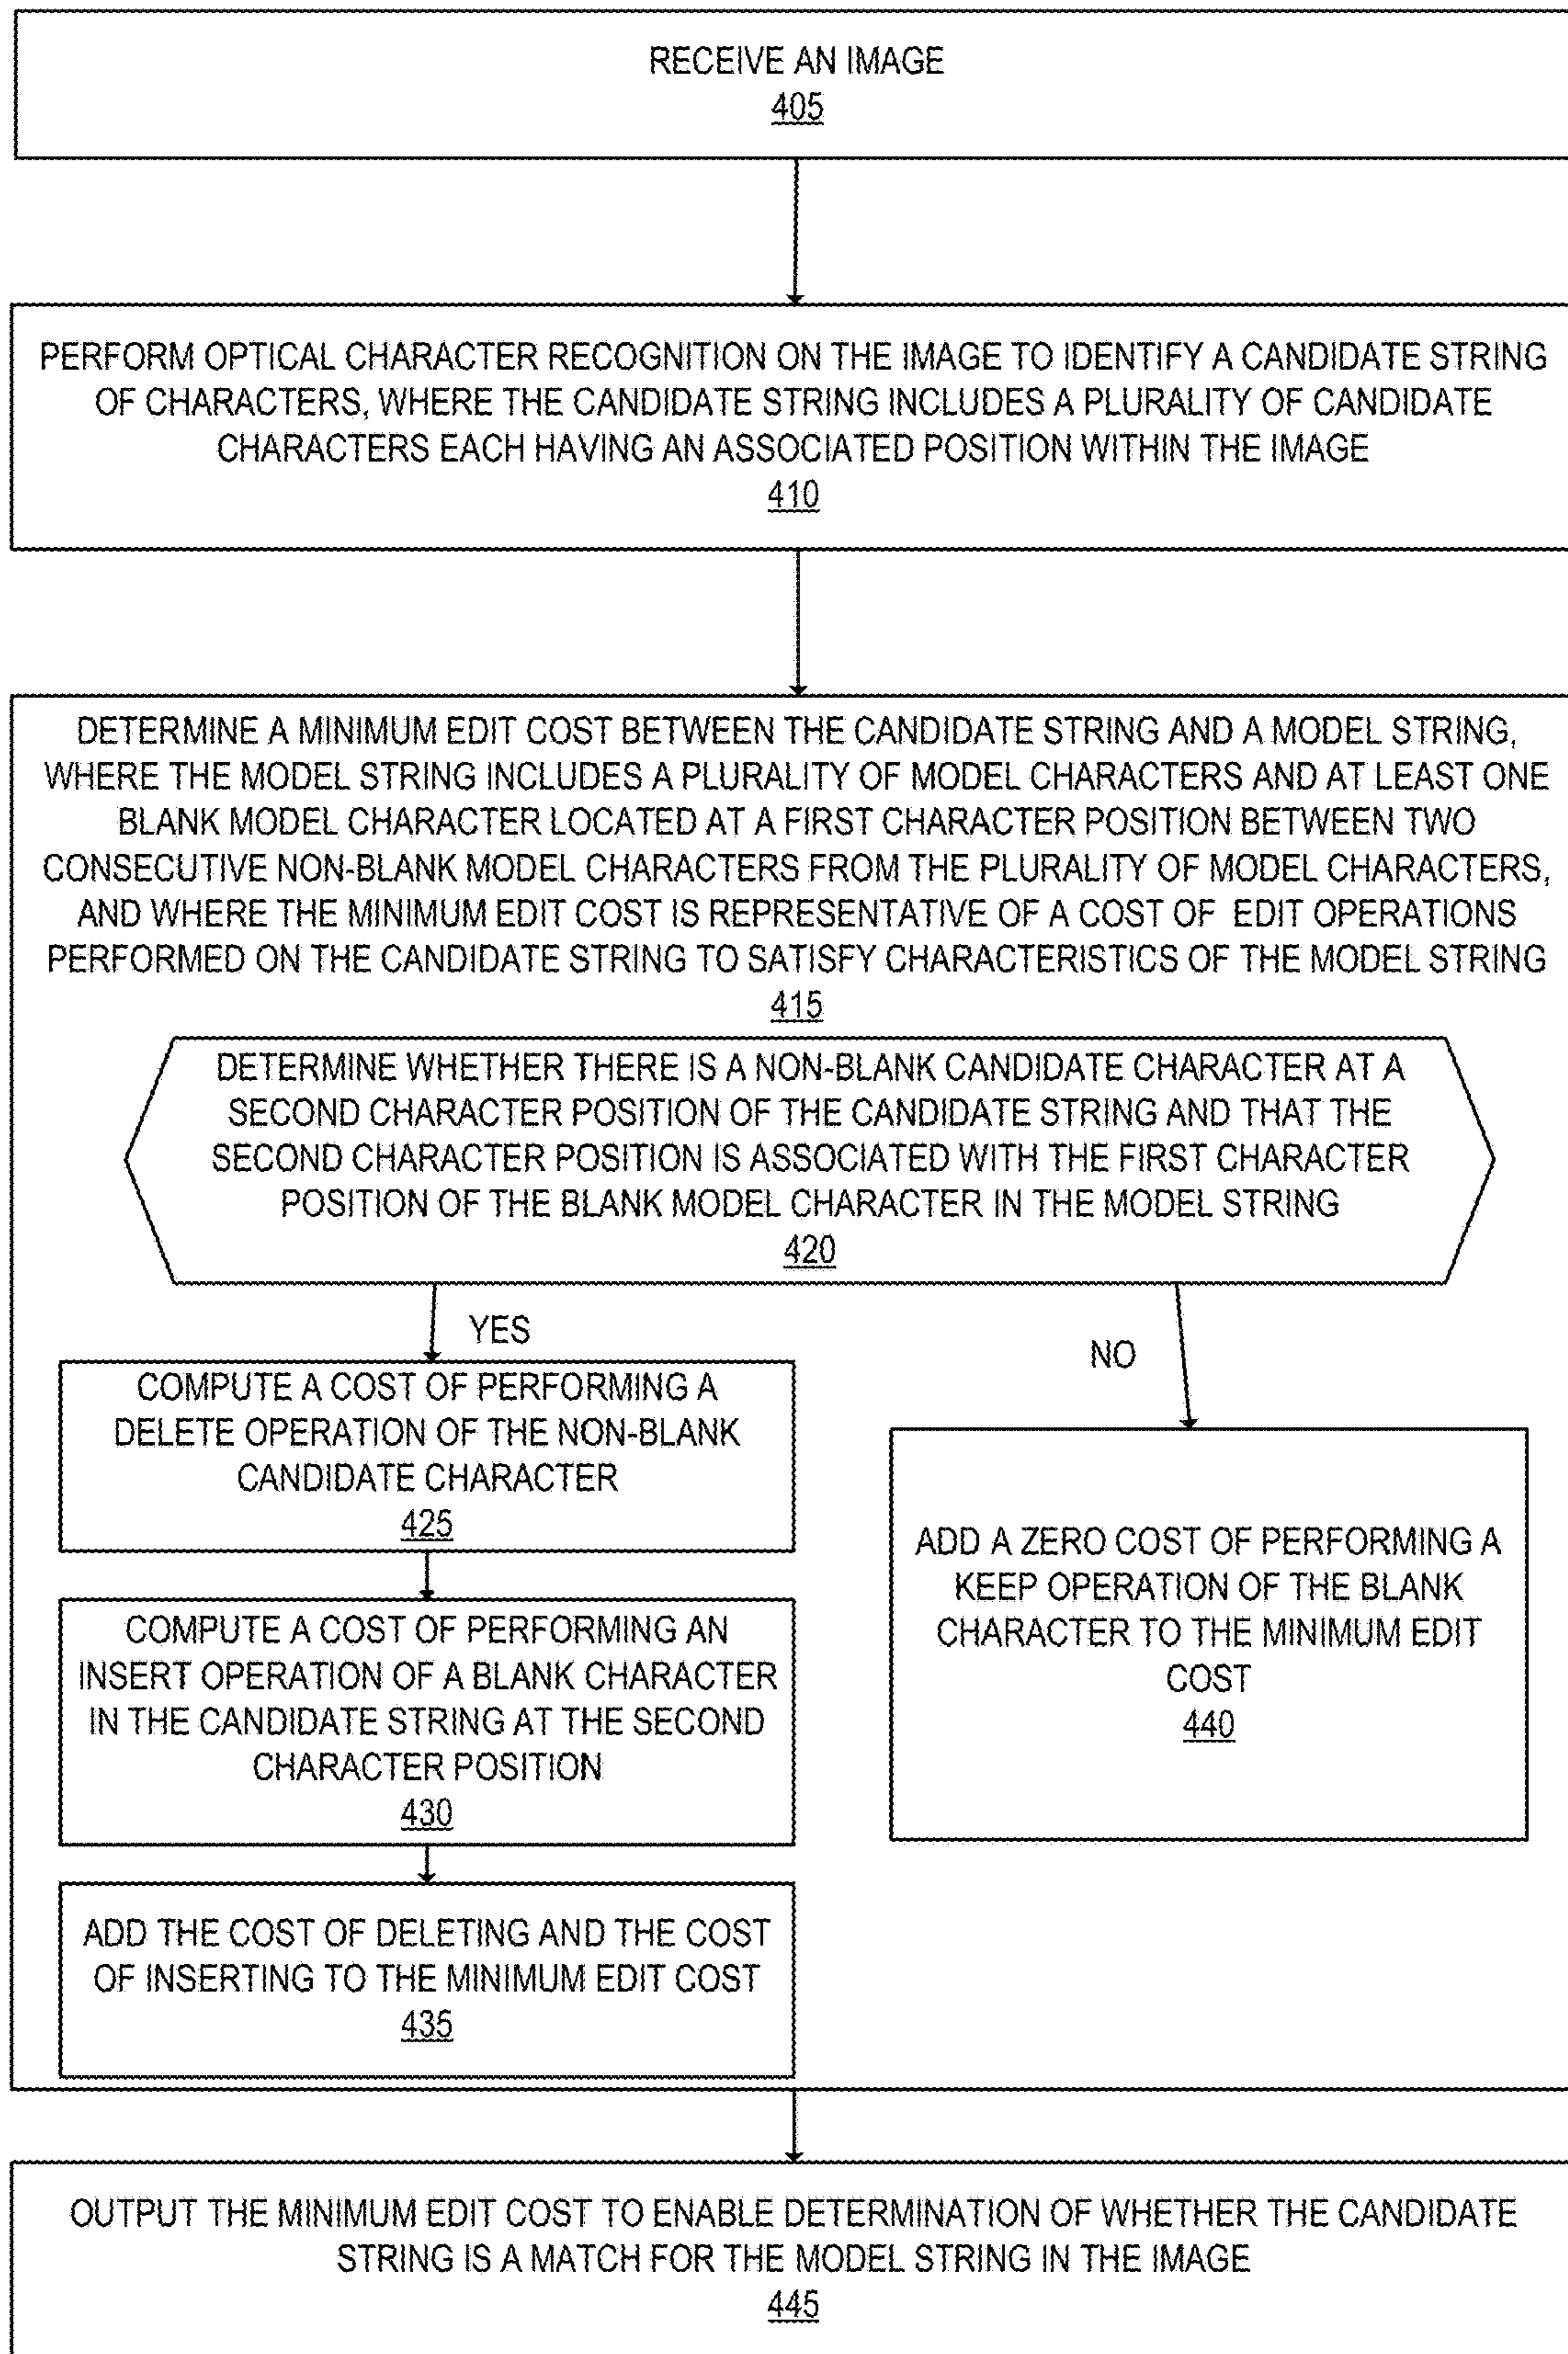 RECEIVE AN IMAGE
405
PERFORM OPTICAL CHARACTER RECOGNITION ON THE IMAGE TO IDENTIFY A CANDIDATE STRING
OF CHARACTERS, WHERE THE CANDIDATE STRING INCLUDES A PLURALITY OF CANDIDATE
CHARACTERS EACH HAVING AN ASSOCIATED POSITION WITHIN THE IMAGE
410
DETERMINE A MINIMUM EDIT COST BETWEEN THE CANDIDATE STRING AND A MODEL STRING,
WHERE THE MODEL STRING INCLUDES A PLURALITY OF MODEL CHARACTERS AND AT LEAST ONE
BLANK MODEL CHARACTER LOCATED AT A FIRST CHARACTER POSITION BETWEEN TWO
CONSECUTIVE NON-BLANK MODEL CHARACTERS FROM THE PLURALITY OF MODEL CHARACTERS,
AND WHERE THE MINIMUM EDIT COST IS REPRESENTATIVE OF A COST OF EDIT OPERATIONS
PERFORMED ON THE CANDIDATE STRING TO SATISFY CHARACTERISTICS OF THE MODEL STRING
415
DETERMINE WHETHER THERE IS A NON-BLANK CANDIDATE CHARACTER AT A
SECOND CHARACTER POSITION OF THE CANDIDATE STRING AND THAT THE
SECOND CHARACTER POSITION IS ASSOCIATED WITH THE FIRST CHARACTER
POSITION OF THE BLANK MODEL CHARACTER IN THE MODEL STRING
420
YES
COMPUTE A COST OF PERFORMING A
DELETE OPERATION OF THE NON-BLANK
CANDIDATE CHARACTER
425
COMPUTE A COST OF PERFORMING AN
INSERT OPERATION OF A BLANK CHARACTER
IN THE CANDIDATE STRING AT THE SECOND
CHARACTER POSITION
430
ADD THE COST OF DELETING AND THE COST
OF INSERTING TO THE MINIMUM EDIT COST
435
NO
ADD A ZERO COST OF PERFORMING A
KEEP OPERATION OF THE BLANK
CHARACTER TO THE MINIMUM EDIT
COST
440
OUTPUT THE MINIMUM EDIT COST TO ENABLE DETERMINATION OF WHETHER THE CANDIDATE
STRING IS A MATCH FOR THE MODEL STRING IN THE IMAGE
445